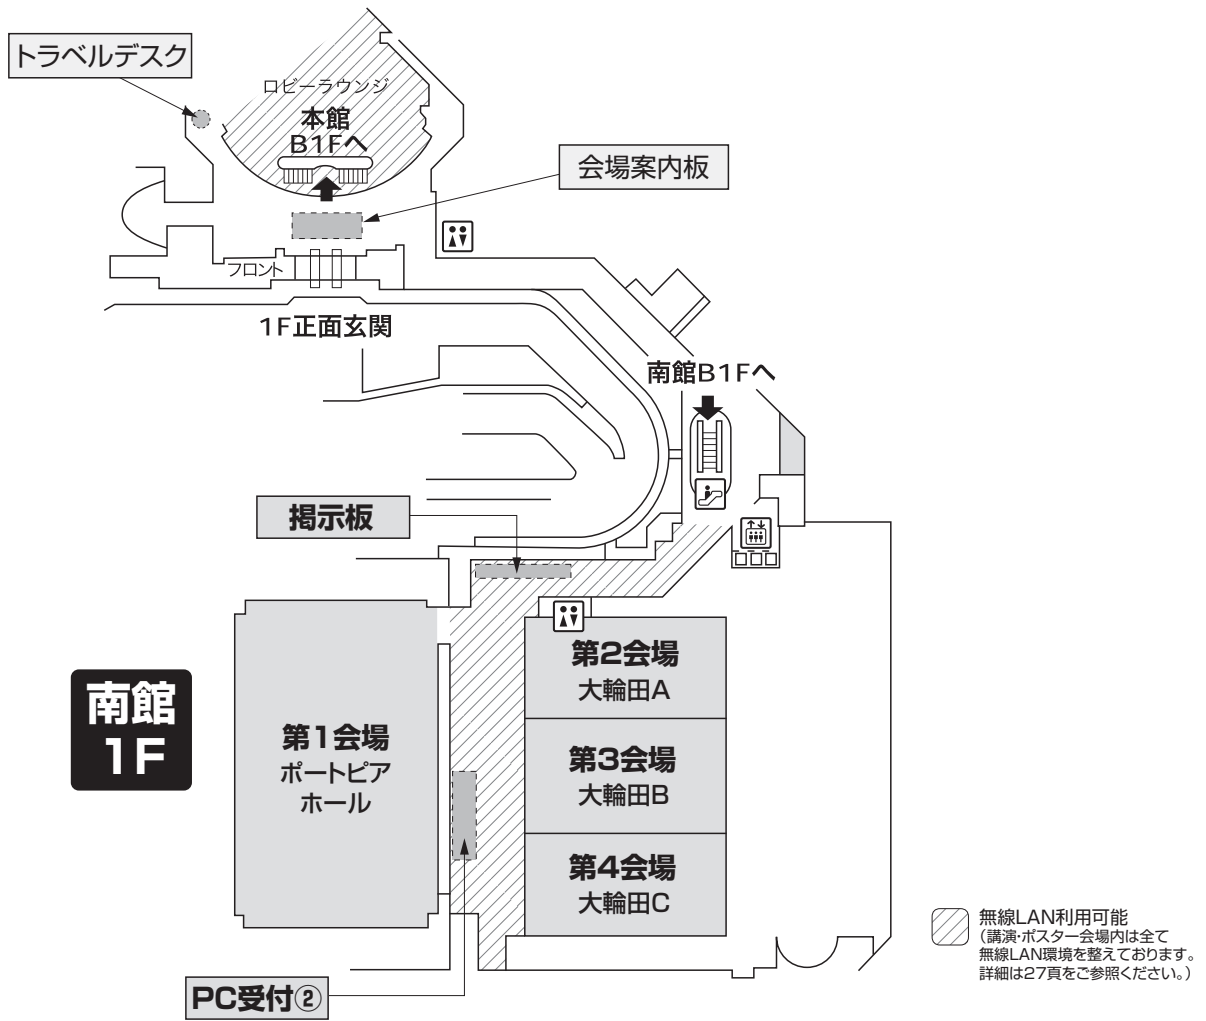 トラベルデスク
ロビーラウンジ
本館
B1Fへ
会場案内板
フロント
1F正面玄関
南館B1Fへ
掲示板
南館
1F
第1会場
ポートピア
ホール
第2会場
大輪田A
第3会場
大輪田B
第4会場
大輪田C
PC受付②
無線LAN利用可能
(講演・ポスター会場内は全て
無線LAN環境を整えております。
詳細は27頁をご参照ください。)